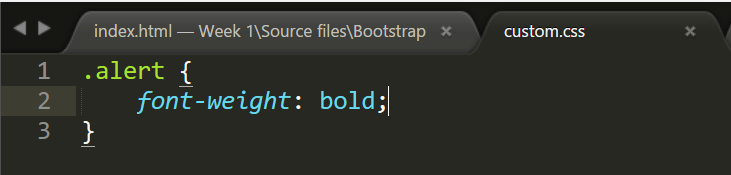 index.html — Week 1\Source files\Bootstrap × custom.css ×
1 .alert {
2     font-weight: bold;
3 }